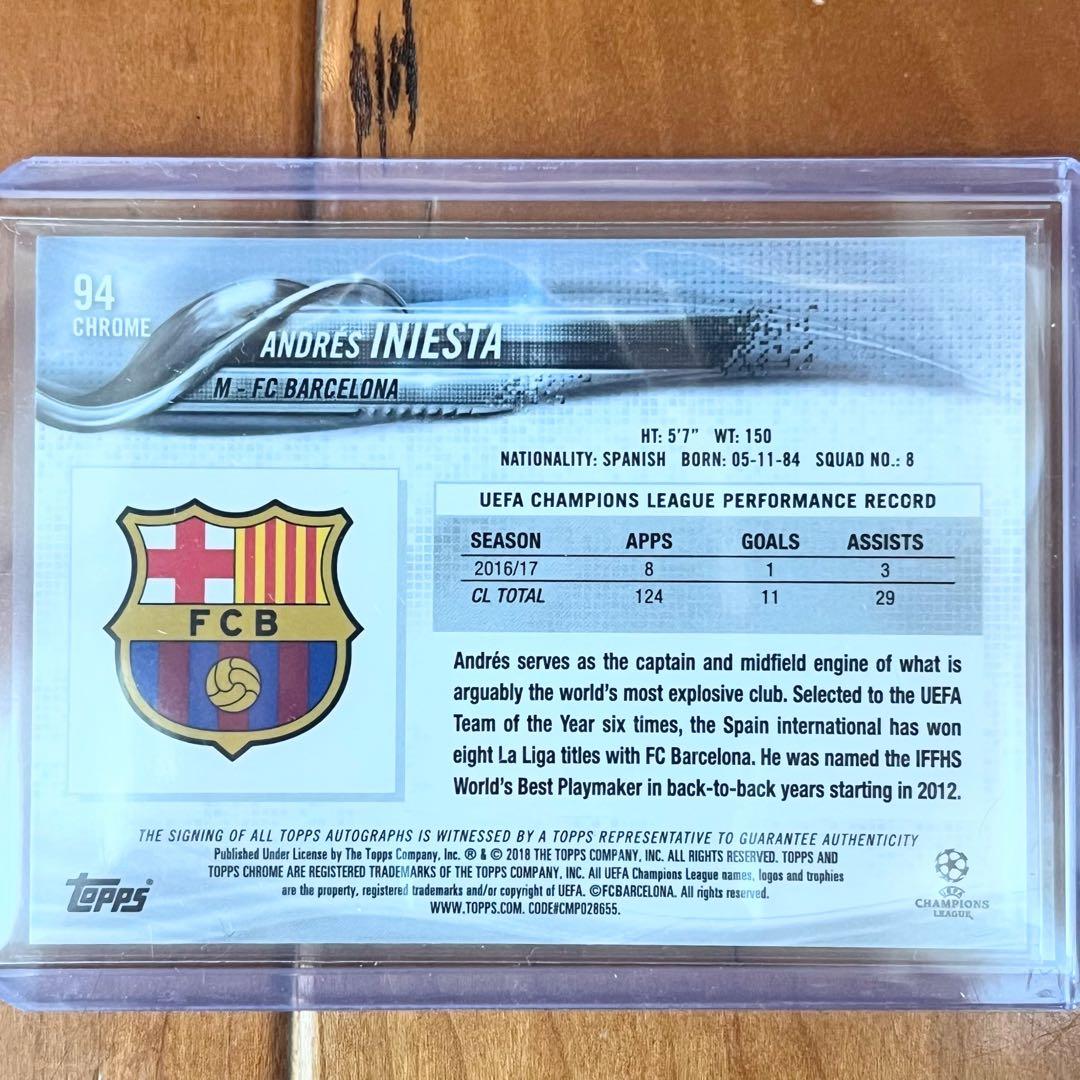 94
CHROME
ANDRÉS INIESTA
M - FC BARCELONA
HT: 5'7" WT: 150
NATIONALITY: SPANISH BORN: 05-11-84 SQUAD NO.: 8
UEFA CHAMPIONS LEAGUE PERFORMANCE RECORD
SEASON APPS GOALS ASSISTS
2016/17 8 1 3
CL TOTAL 124 11 29
FCB
Andrés serves as the captain and midfield engine of what is
arguably the world's most explosive club. Selected to the UEFA
Team of the Year six times, the Spain international has won
eight La Liga titles with FC Barcelona. He was named the IFFHS
World's Best Playmaker in back-to-back years starting in 2012.
THE SIGNING OF ALL TOPPS AUTOGRAPHS IS WITNESSED BY A TOPPS REPRESENTATIVE TO GUARANTEE AUTHENTICITY
Published Under License by The Topps Company, Inc. ® & © 2018 THE TOPPS COMPANY, INC. ALL RIGHTS RESERVED. TOPPS AND
TOPPS CHROME ARE REGISTERED TRADEMARKS OF THE TOPPS COMPANY, INC. All UEFA Champions League names, logos and trophies
are the property, registered trademarks and/or copyright of UEFA. ©FCBARCELONA. All rights reserved.
WWW.TOPPS.COM. CODE#CMP028655.
Topps®
UEFA
CHAMPIONS
LEAGUE